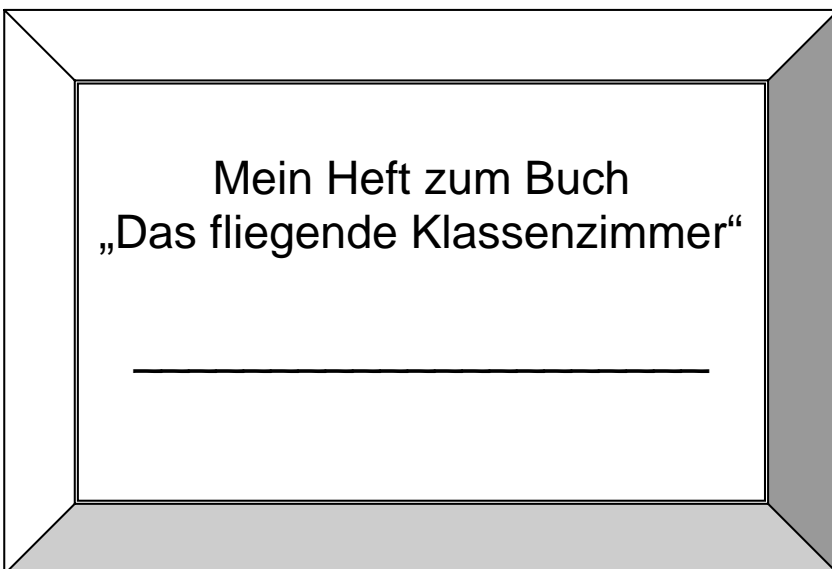 Mein Heft zum Buch
„Das fliegende Klassenzimmer“